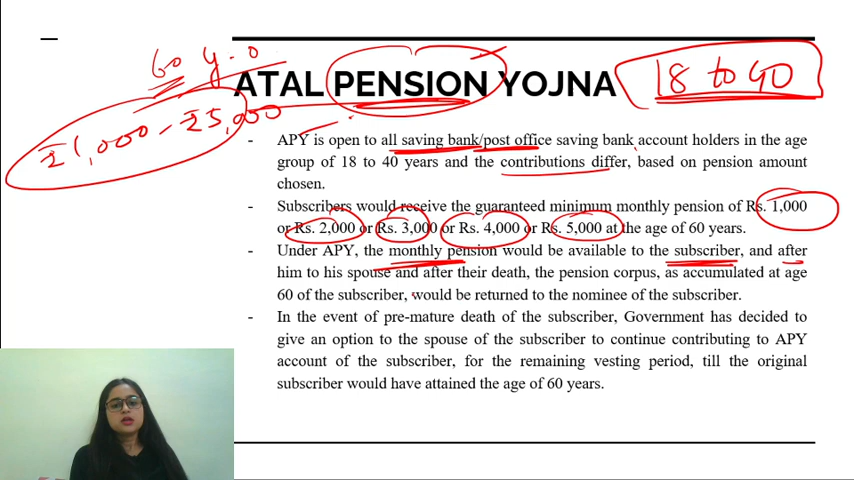 60 y.o
ATAL PENSION YOJNA
18 to 40
₹1,000 - ₹5,000
- APY is open to all saving bank/post office saving bank account holders in the age
group of 18 to 40 years and the contributions differ, based on pension amount
chosen.
- Subscribers would receive the guaranteed minimum monthly pension of Rs. 1,000
or Rs. 2,000 or Rs. 3,000 or Rs. 4,000 or Rs. 5,000 at the age of 60 years.
- Under APY, the monthly pension would be available to the subscriber, and after
him to his spouse and after their death, the pension corpus, as accumulated at age
60 of the subscriber, would be returned to the nominee of the subscriber.
- In the event of pre-mature death of the subscriber, Government has decided to
give an option to the spouse of the subscriber to continue contributing to APY
account of the subscriber, for the remaining vesting period, till the original
subscriber would have attained the age of 60 years.